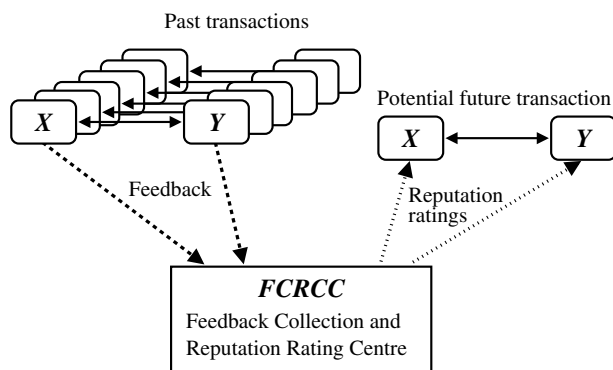 Past transactions
X
Y
Feedback
Potential future transaction
X
Y
Reputation
ratings
FCRCC
Feedback Collection and
Reputation Rating Centre